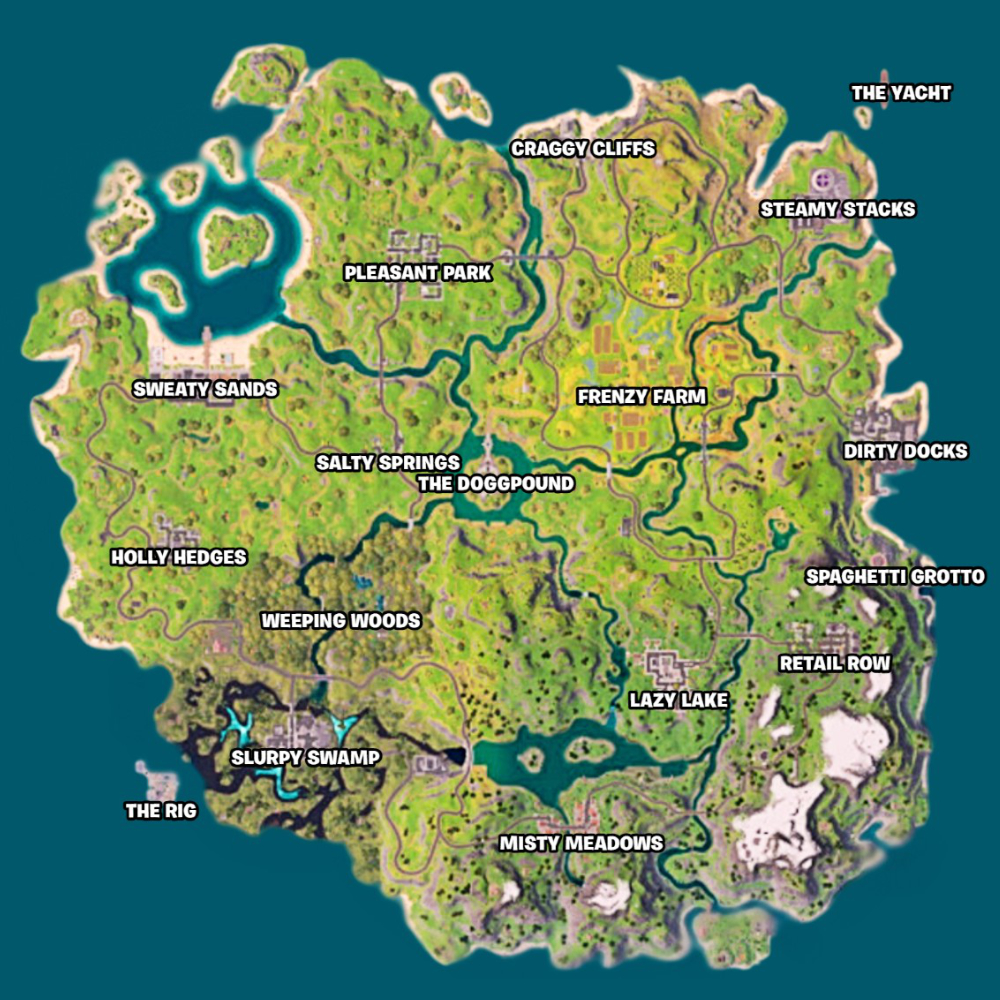 THE YACHT
CRAGGY CLIFFS
STEAMY STACKS
PLEASANT PARK
SWEATY SANDS
FRENZY FARM
DIRTY DOCKS
SALTY SPRINGS
THE DOGGPOUND
HOLLY HEDGES
SPAGHETTI GROTTO
WEEPING WOODS
RETAIL ROW
LAZY LAKE
SLURPY SWAMP
THE RIG
MISTY MEADOWS